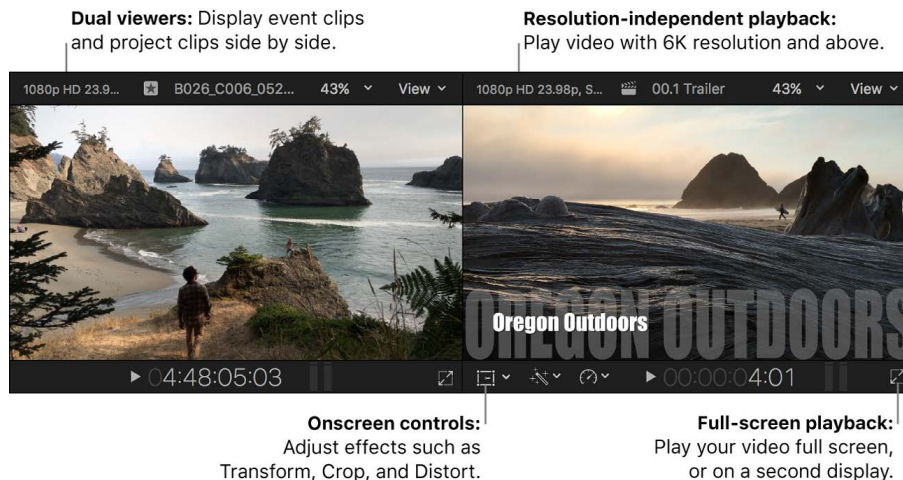 Dual viewers: Display event clips
and project clips side by side.
Resolution-independent playback:
Play video with 6K resolution and above.
1080p HD 23.9... B026_C006_052... 43% View
1080p HD 23.98p, S... 00.1 Trailer 43% View
OREGON OUTDOORS
Oregon Outdoors
04:48:05:03
00:00:04:01
Onscreen controls:
Adjust effects such as
Transform, Crop, and Distort.
Full-screen playback:
Play your video full screen,
or on a second display.